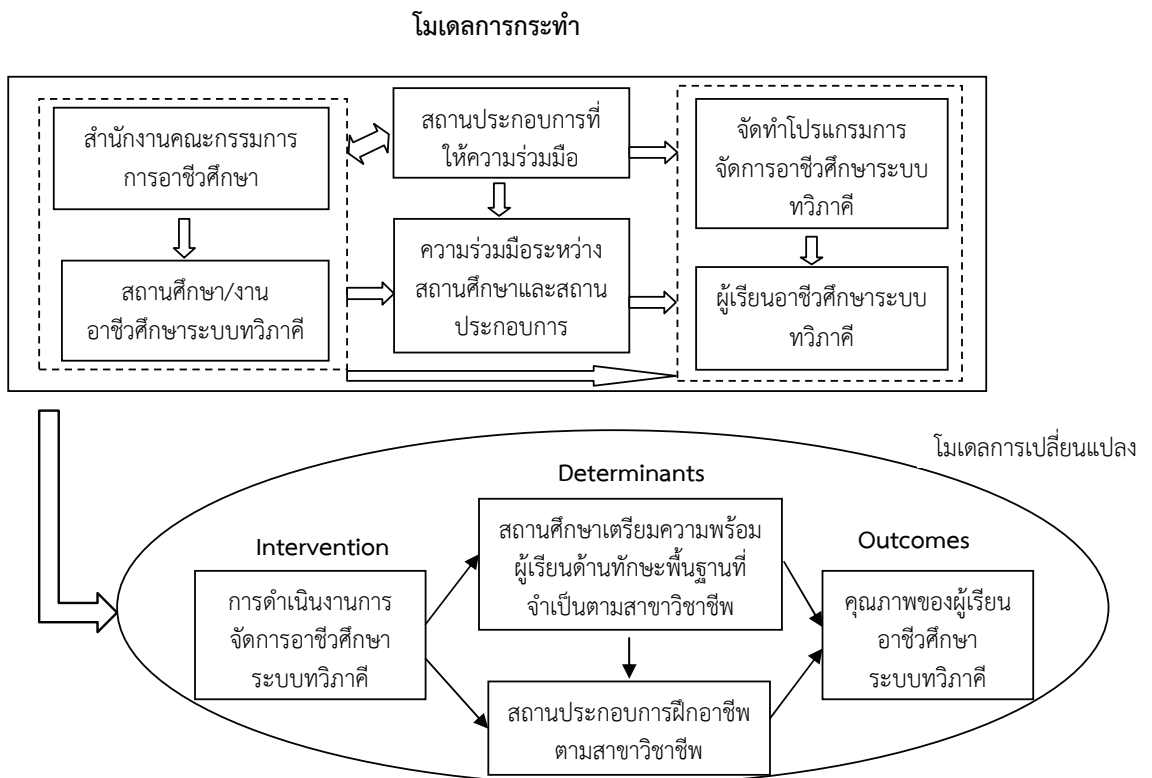 โมเดลการกระทำ
สำนักงานคณะกรรมการ
การอาชีวศึกษา
สถานประกอบการที่
ให้ความร่วมมือ
จัดทำโปรแกรมการ
จัดการอาชีวศึกษาระบบ
ทวิภาคี
สถานศึกษา/งาน
อาชีวศึกษาระบบทวิภาคี
ความร่วมมือระหว่าง
สถานศึกษาและสถาน
ประกอบการ
ผู้เรียนอาชีวศึกษาระบบ
ทวิภาคี
โมเดลการเปลี่ยนแปลง
Determinants
Intervention
Outcomes
สถานศึกษาเตรียมความพร้อม
ผู้เรียนด้านทักษะพื้นฐานที่
จำเป็นตามสาขาวิชาชีพ
การดำเนินงานการ
จัดการอาชีวศึกษา
ระบบทวิภาคี
คุณภาพของผู้เรียน
อาชีวศึกษา
ระบบทวิภาคี
สถานประกอบการฝึกอาชีพ
ตามสาขาวิชาชีพ